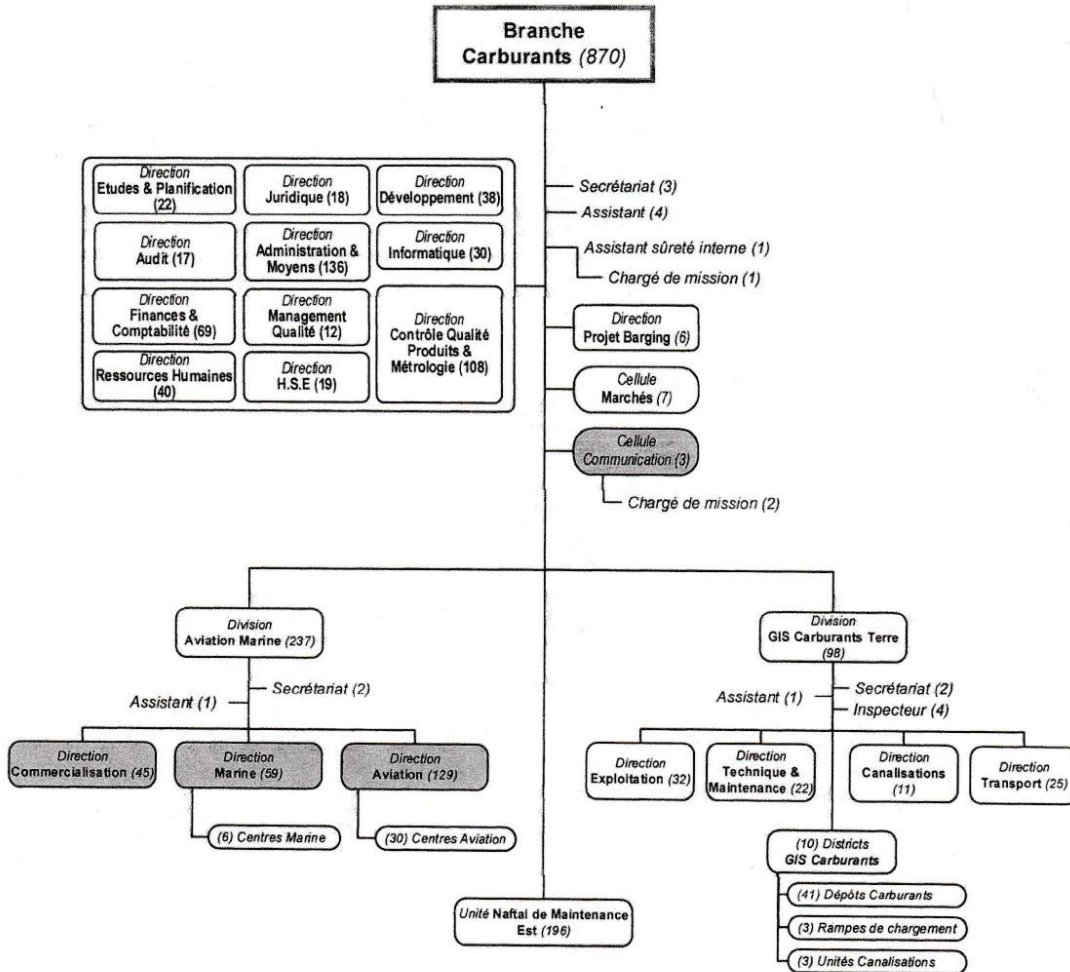 Branche
Carburants (870)
Direction
Etudes & Planification
(22)
Direction
Juridique (18)
Direction
Développement (38)
Direction
Audit (17)
Direction
Administration &
Moyens (136)
Direction
Informatique (30)
Direction
Finances &
Comptabilité (69)
Direction
Management
Qualité (12)
Direction
Contrôle Qualité
Produits &
Métrologie (108)
Direction
Ressources Humaines
(40)
Direction
H.S.E (19)
Secrétariat (3)
Assistant (4)
Assistant sûreté interne (1)
Chargé de mission (1)
Direction
Projet Barging (6)
Cellule
Marchés (7)
Cellule
Communication (3)
Chargé de mission (2)
Division
Aviation Marine (237)
Secrétariat (2)
Assistant (1)
Direction
Commercialisation (45)
Direction
Marine (59)
Direction
Aviation (129)
(6) Centres Marine
(30) Centres Aviation
Division
GIS Carburants Terre
(98)
Assistant (1)
Secrétariat (2)
Inspecteur (4)
Direction
Exploitation (32)
Direction
Technique &
Maintenance (22)
Direction
Canalisations
(11)
Direction
Transport (25)
(10) Districts
GIS Carburants
(41) Dépôts Carburants
(3) Rampes de chargement
(3) Unités Canalisations
Unité Naftal de Maintenance
Est (196)